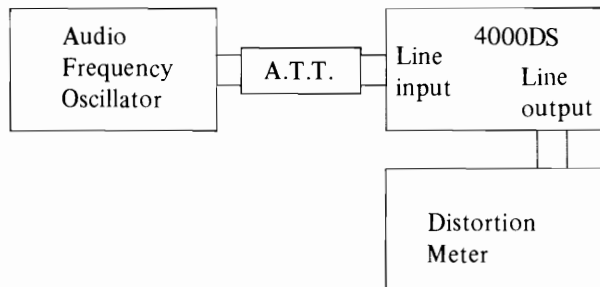 Audio
Frequency
Oscillator
A.T.T.
Line
input
4000DS
Line
output
Distortion
Meter